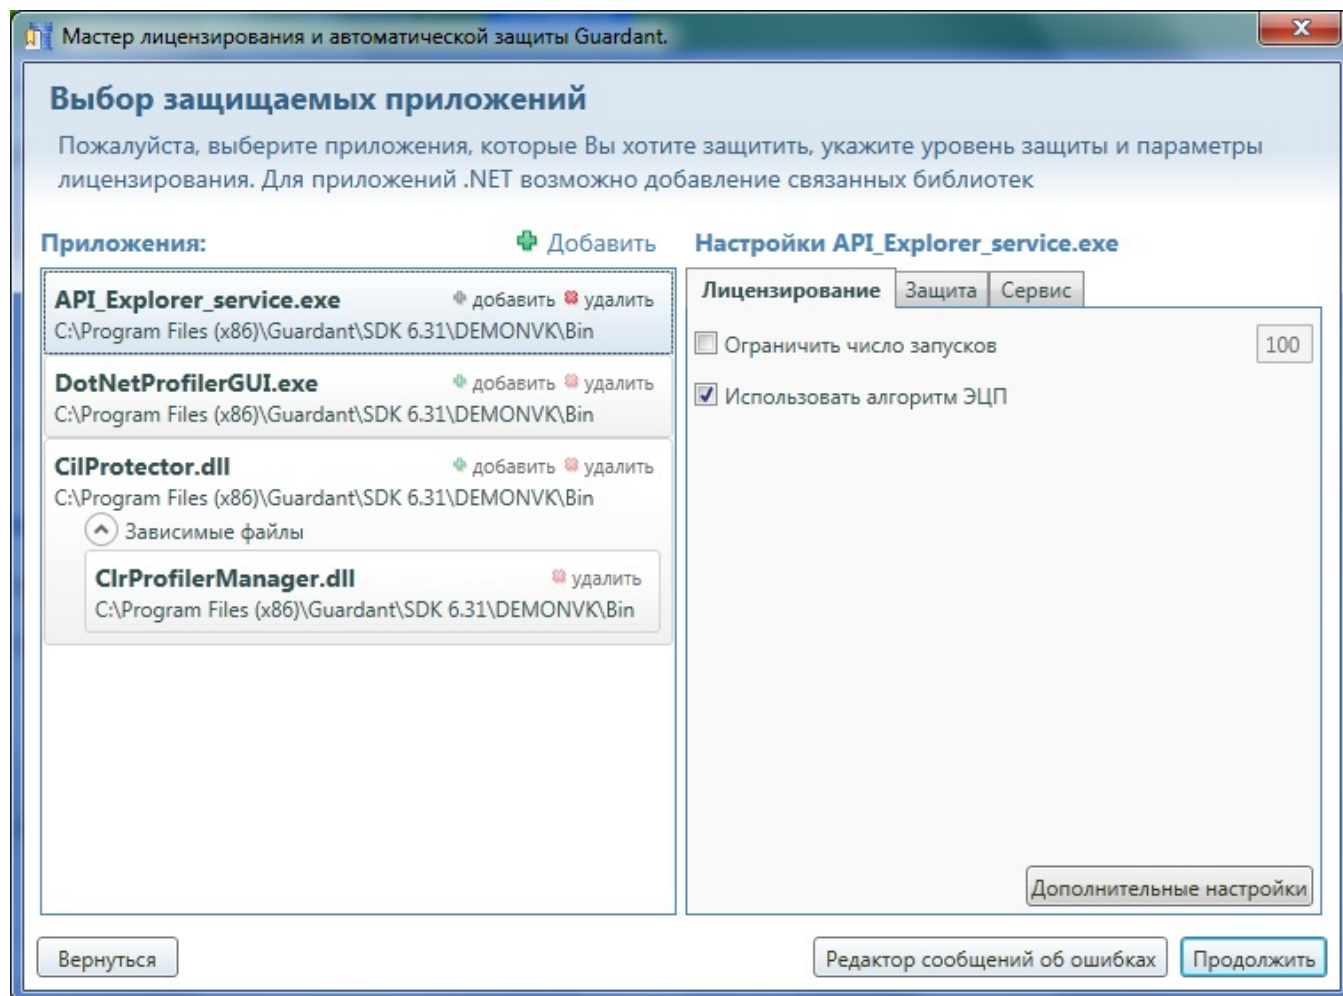 Мастер лицензирования и автоматической защиты Guardant.
Выбор защищаемых приложений
Пожалуйста, выберите приложения, которые Вы хотите защитить, укажите уровень защиты и параметры
лицензирования. Для приложений .NET возможно добавление связанных библиотек
Приложения:
Добавить
API_Explorer_service.exe добавить удалить
C:\Program Files (x86)\Guardant\SDK 6.31\DEMONVK\Bin
DotNetProfilerGUI.exe добавить удалить
C:\Program Files (x86)\Guardant\SDK 6.31\DEMONVK\Bin
CilProtector.dll добавить удалить
C:\Program Files (x86)\Guardant\SDK 6.31\DEMONVK\Bin
Зависимые файлы
ClrProfilerManager.dll удалить
C:\Program Files (x86)\Guardant\SDK 6.31\DEMONVK\Bin
Настройки API_Explorer_service.exe
Лицензирование Защита Сервис
Ограничить число запусков 100
Использовать алгоритм ЭЦП
Дополнительные настройки
Вернуться
Редактор сообщений об ошибках
Продолжить